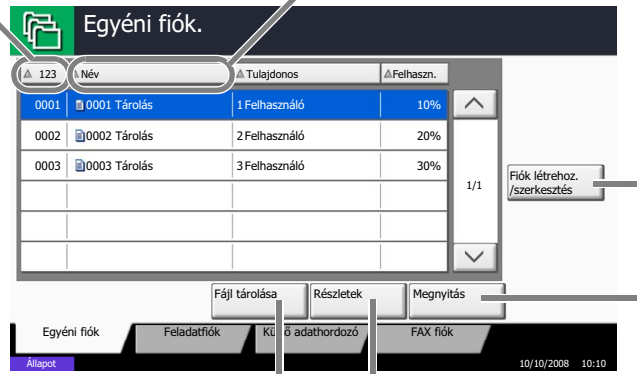 Egyéni fiók.
123 Név Tulajdonos Felhaszn.
0001 0001 Tárolás 1 Felhasználó 10%
0002 0002 Tárolás 2 Felhasználó 20%
0003 0003 Tárolás 3 Felhasználó 30%
1/1
Fiók létrehoz.
/szerkesztés
Fájl tárolása Részletek Megnyitás
Egyéni fiók Feladatfiók Külső adathordozó FAX fiók
Állapot 10/10/2008 10:10